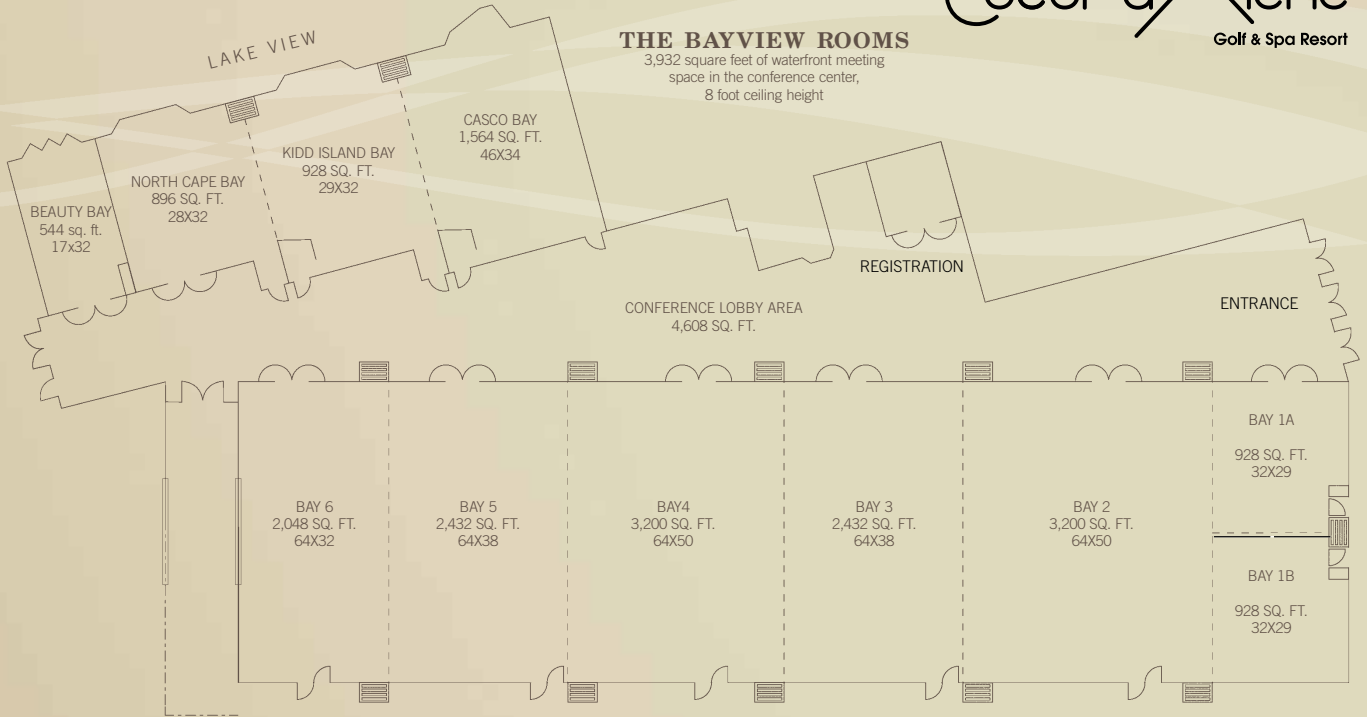 Golf & Spa Resort
THE BAYVIEW ROOMS
3,932 square feet of waterfront meeting
space in the conference center,
8 foot ceiling height
LAKE VIEW
CASCO BAY
1,564 SQ. FT.
46X34
KIDD ISLAND BAY
928 SQ. FT.
29X32
NORTH CAPE BAY
896 SQ. FT.
28X32
BEAUTY BAY
544 sq. ft.
17x32
REGISTRATION
ENTRANCE
CONFERENCE LOBBY AREA
4,608 SQ. FT.
BAY 6
2,048 SQ. FT.
64X32
BAY 5
2,432 SQ. FT.
64X38
BAY4
3,200 SQ. FT.
64X50
BAY 3
2,432 SQ. FT.
64X38
BAY 2
3,200 SQ. FT.
64X50
BAY 1A
928 SQ. FT.
32X29
BAY 1B
928 SQ. FT.
32X29